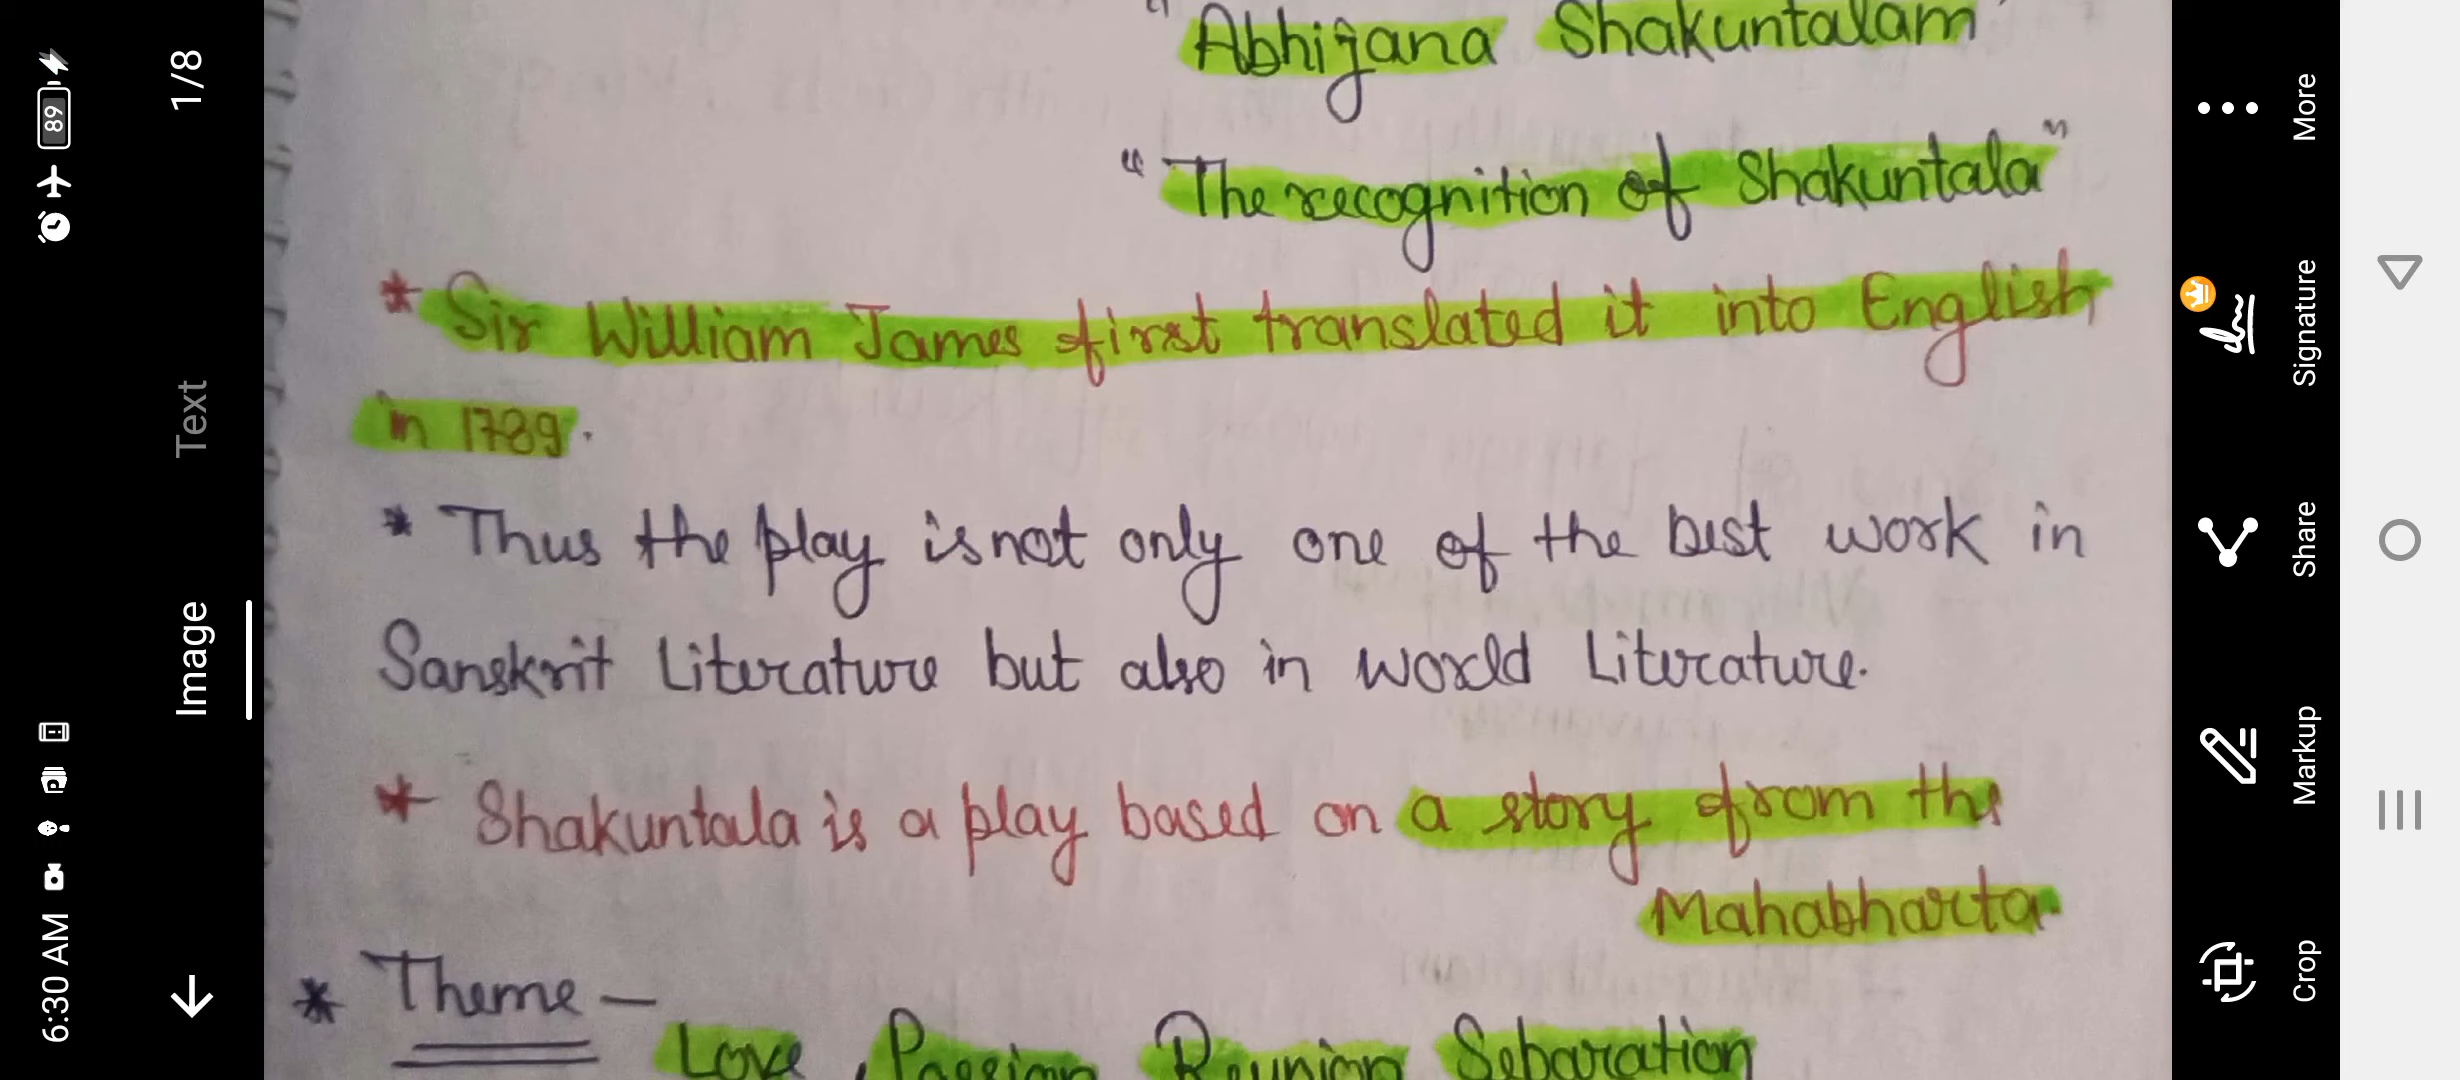 " Abhijana Shakuntalam
" The recognition of Shakuntala"
* Sir William James first translated it into English
in 1789.
* Thus the play is not only one of the best work in
Sanskrit Literature but also in world Literature.
* Shakuntala is a play based on a story from the
Mahabharta.
* Theme —
Love, Passion Reunion Sebaration
6:30 AM
89
Image
Text
1/8
Crop
Markup
Share
Signature
More